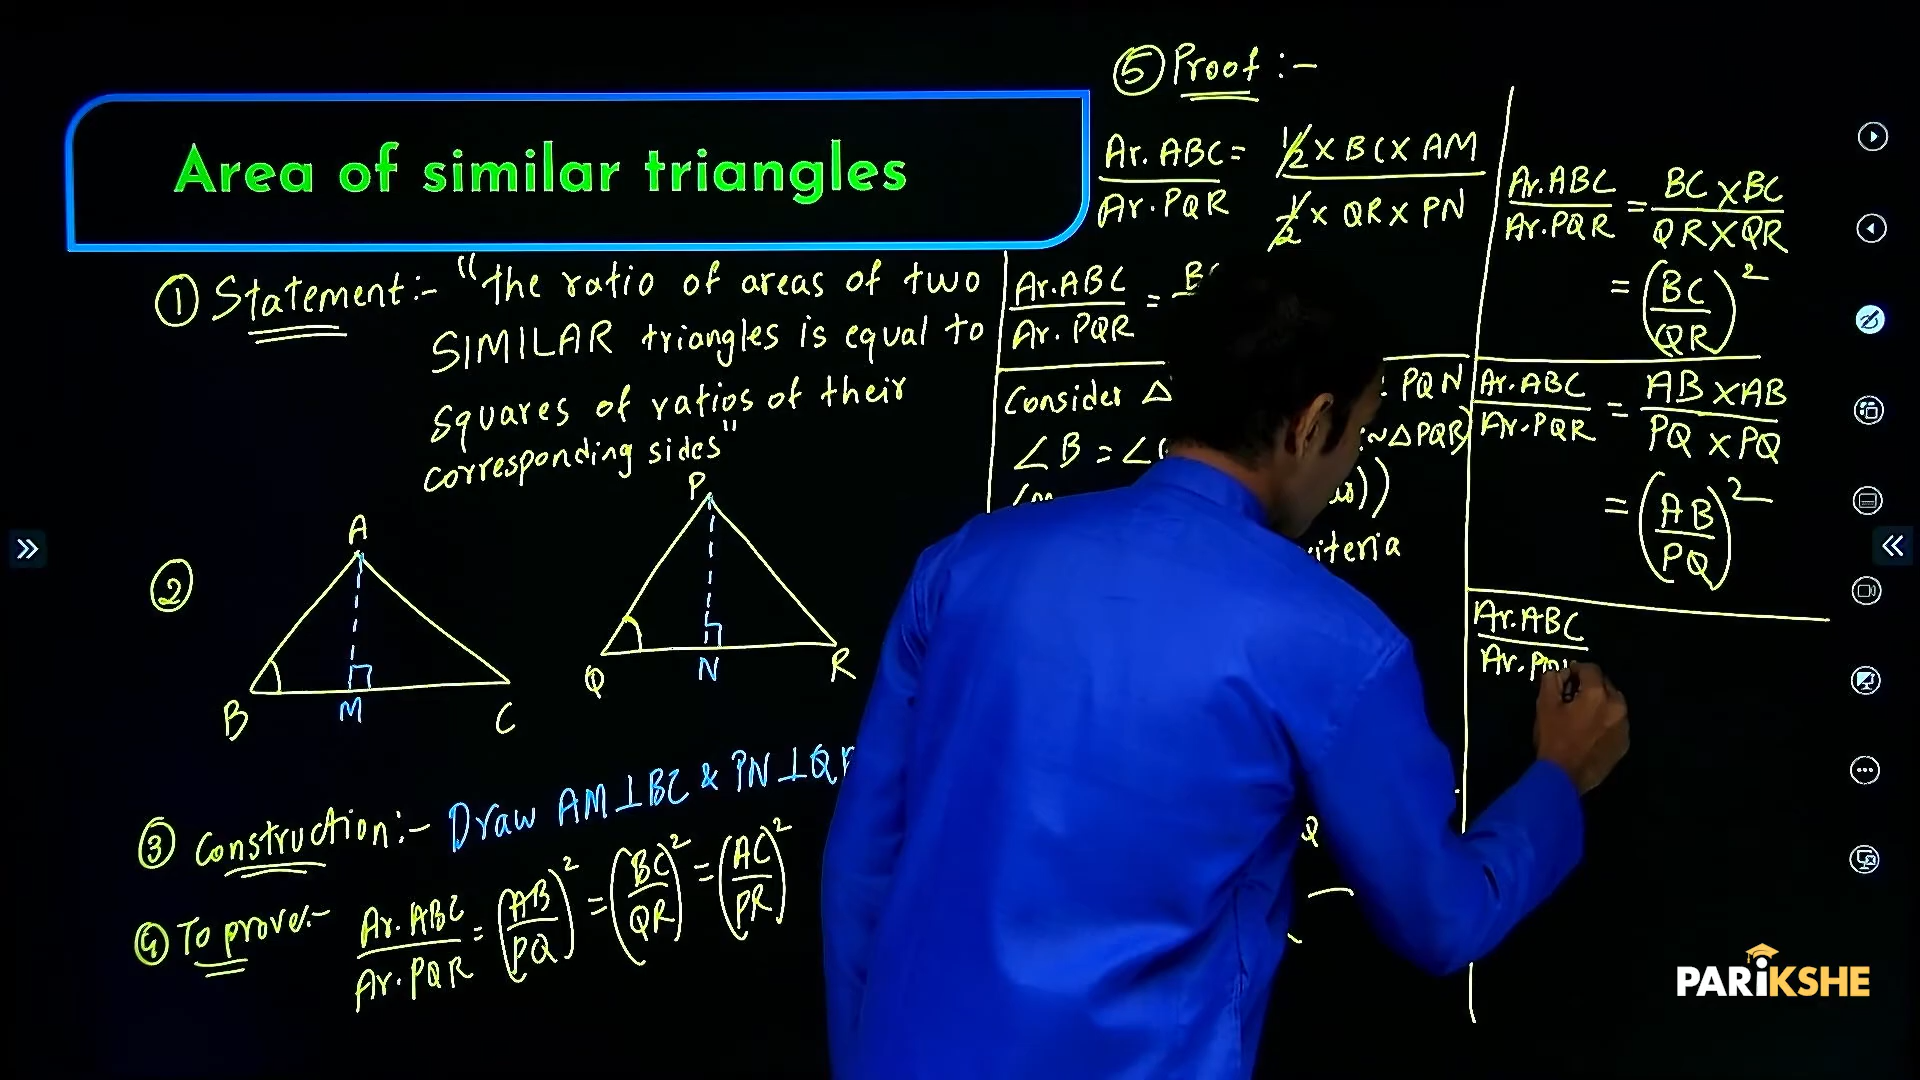 Area of similar triangles
① Statement:- "the ratio of areas of two
SIMILAR triangles is equal to
squares of ratios of their
corresponding sides"
②
A
B
M
C
P
Q
N
R
③ Construction:- Draw AM⊥BC & PN⊥Q
④ To prove:- Ar.ABC/Ar.PQR = (AB/PQ)² = (BC/QR)² = (AC/PR)²
⑤ Proof:-
Ar.ABC/Ar.PQR = ½ × BC × AM / ½ × QR × PN
Ar.ABC/Ar.PQR =
Consider △ PQN
∠B = ∠ ~△PQR)
iteria
Q
Ar.ABC/Ar.PQR = BC × BC / QR × QR
= (BC/QR)²
Ar.ABC/Ar.PQR = AB × AB / PQ × PQ
= (AB/PQ)²
Ar.ABC/Ar.P
PARIKSHE